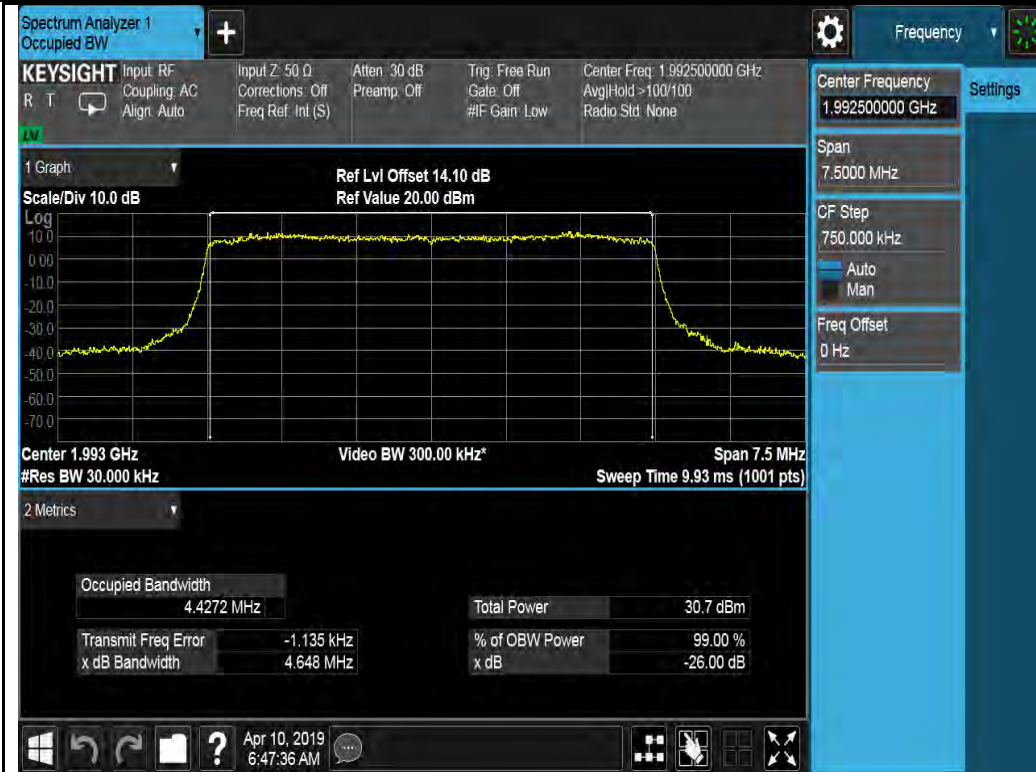 Spectrum Analyzer 1
Occupied BW
+
Frequency
KEYSIGHT
R T
Input: RF
Coupling: AC
Align: Auto
Input Z: 50 Ω
Corrections: Off
Freq Ref: Int (S)
Atten: 30 dB
Preamp: Off
Trig: Free Run
Gate: Off
#IF Gain: Low
Center Freq: 1.992500000 GHz
Avg|Hold:>100/100
Radio Std: None
Center Frequency
1.992500000 GHz
Settings
Span
7.5000 MHz
CF Step
750.000 kHz
Auto
Man
Freq Offset
0 Hz
1 Graph
Scale/Div 10.0 dB
Ref Lvl Offset 14.10 dB
Ref Value 20.00 dBm
Log
10.0
0.00
-10.0
-20.0
-30.0
-40.0
-50.0
-60.0
-70.0
Center 1.993 GHz
#Res BW 30.000 kHz
Video BW 300.00 kHz*
Span 7.5 MHz
Sweep Time 9.93 ms (1001 pts)
2 Metrics
Occupied Bandwidth
4.4272 MHz
Transmit Freq Error -1.135 kHz
x dB Bandwidth 4.648 MHz
Total Power 30.7 dBm
% of OBW Power 99.00 %
x dB -26.00 dB
?
Apr 10, 2019
6:47:36 AM